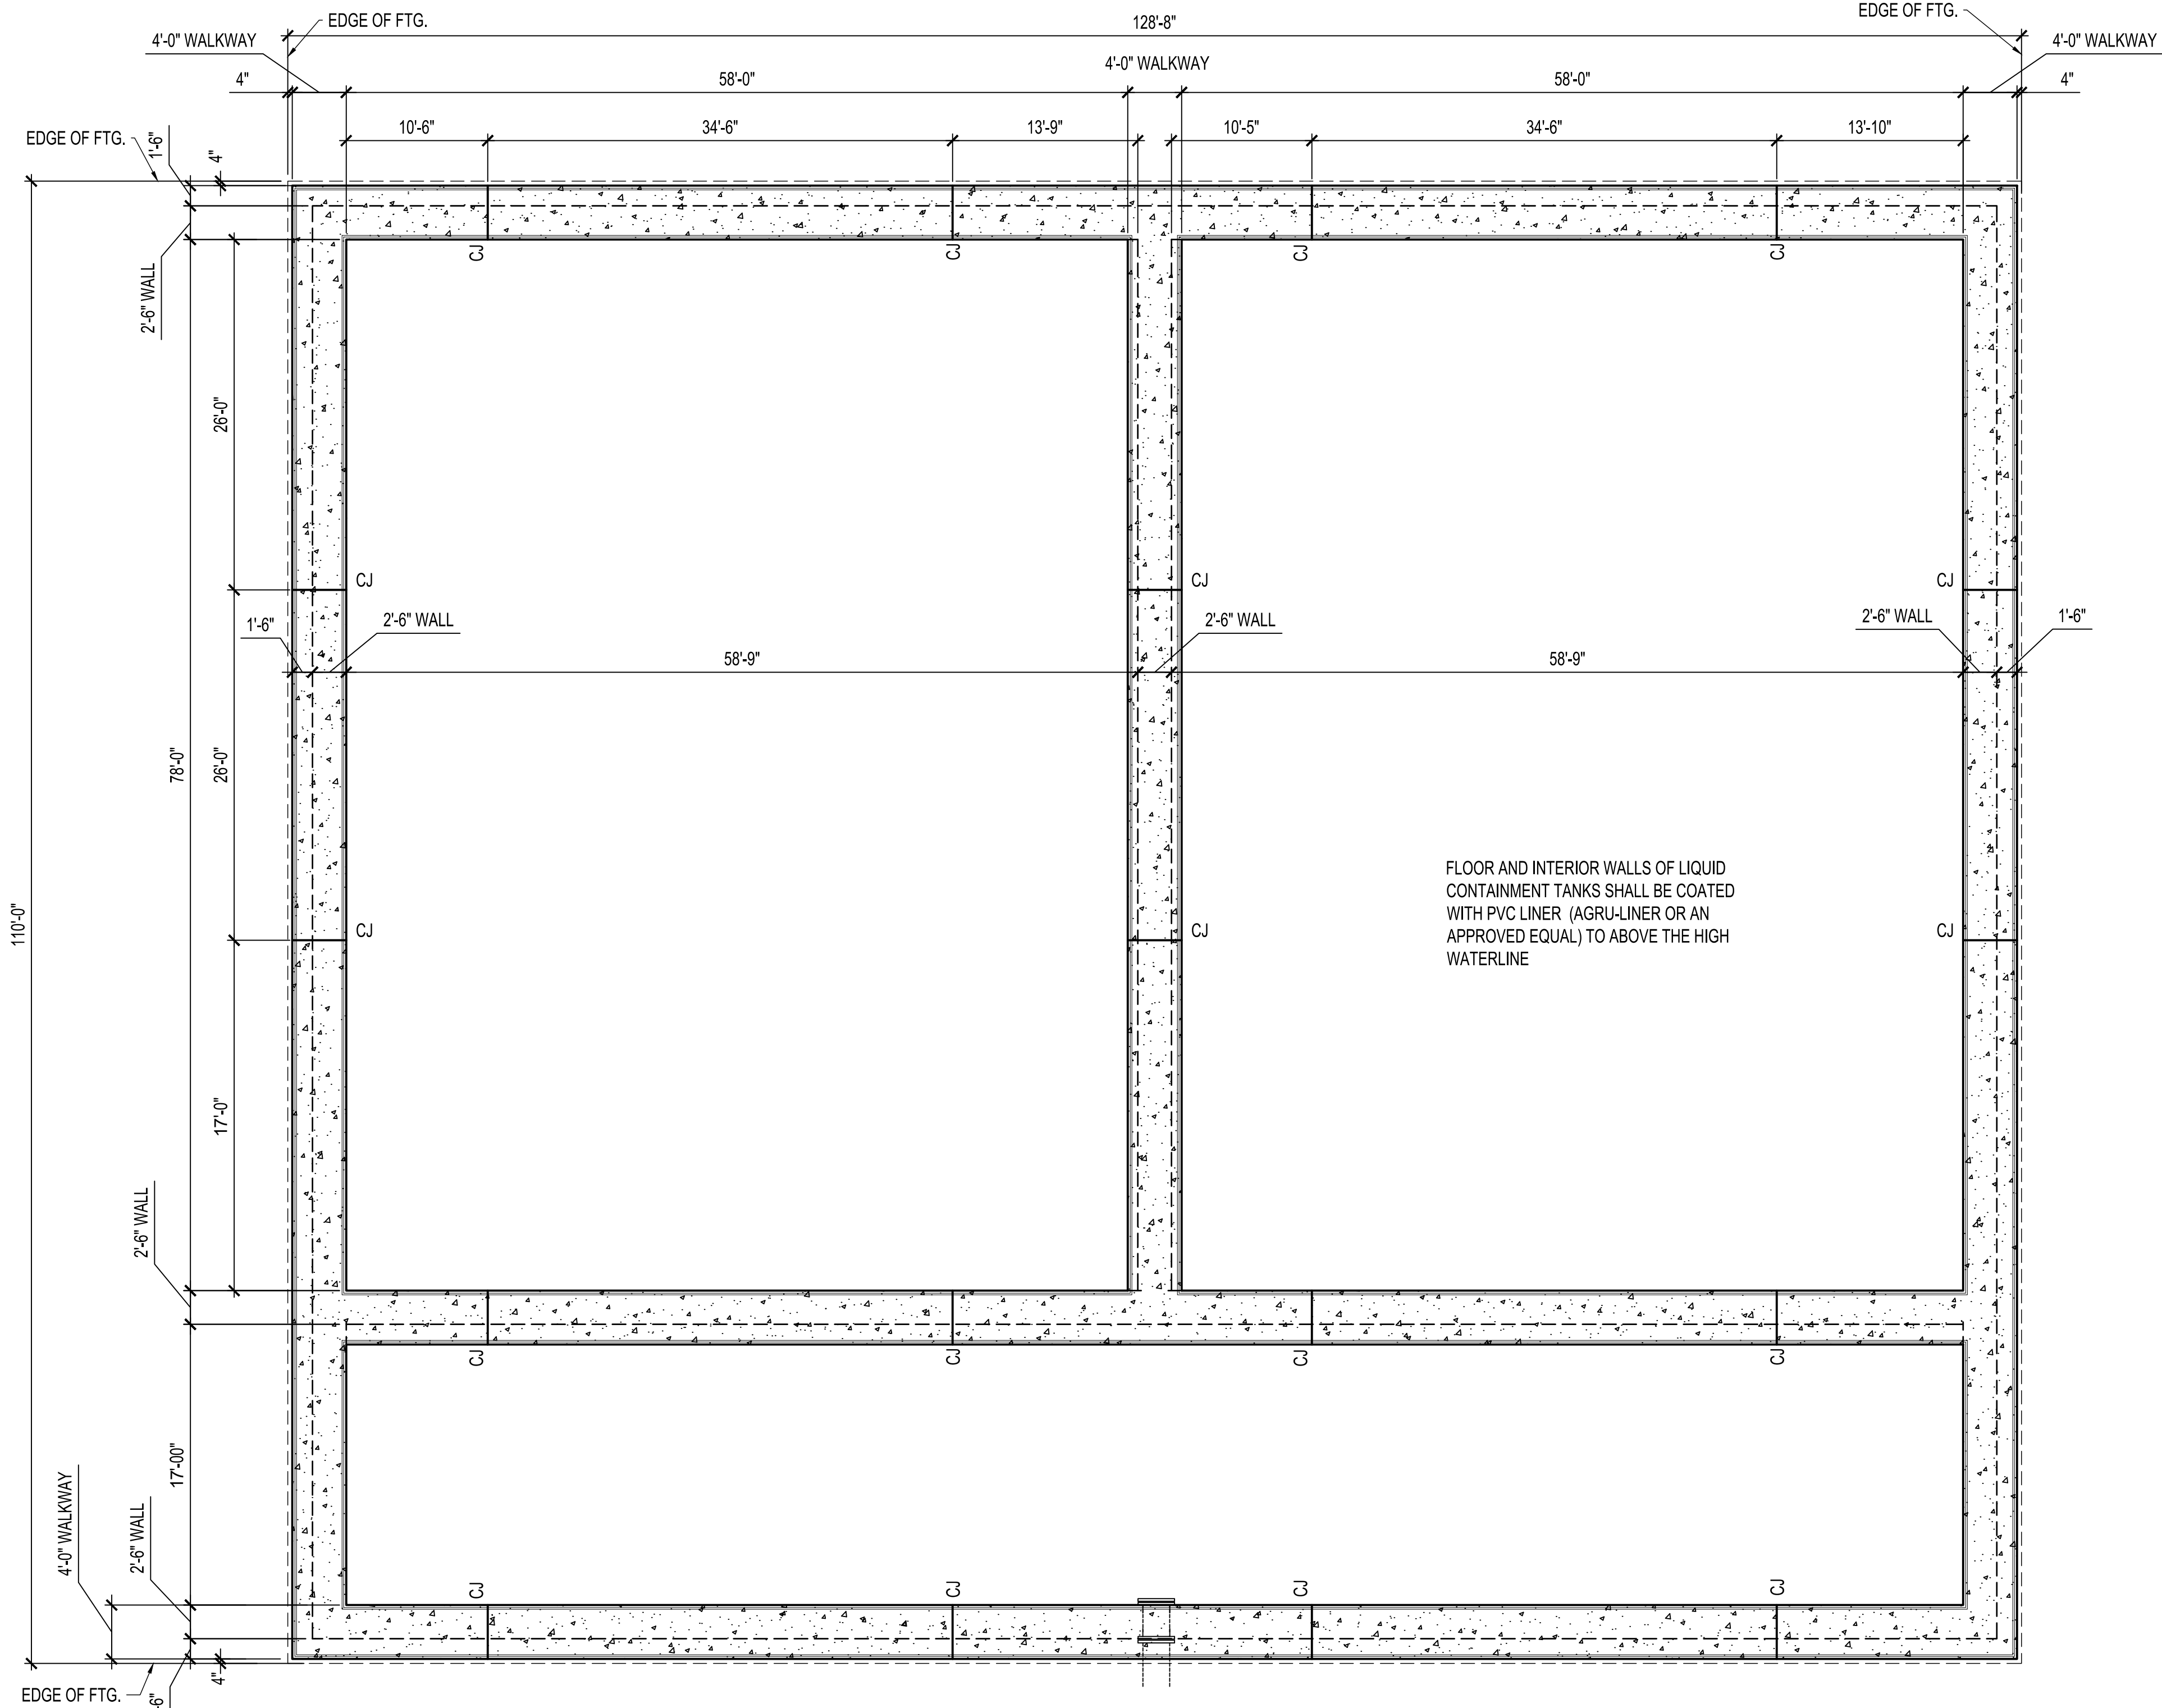 EDGE OF FTG.
128'-8"
EDGE OF FTG.
4'-0" WALKWAY
4'-0" WALKWAY
4'-0" WALKWAY
4"
58'-0"
58'-0"
4"
EDGE OF FTG.
1'-6"
4"
10'-6"
34'-6"
13'-9"
10'-5"
34'-6"
13'-10"
2'-6" WALL
CJ
CJ
CJ
CJ
26'-0"
CJ
CJ
CJ
1'-6"
2'-6" WALL
2'-6" WALL
2'-6" WALL
1'-6"
58'-9"
58'-9"
78'-0"
26'-0"
110'-0"
FLOOR AND INTERIOR WALLS OF LIQUID
CONTAINMENT TANKS SHALL BE COATED
WITH PVC LINER (AGRU-LINER OR AN
APPROVED EQUAL) TO ABOVE THE HIGH
WATERLINE
CJ
CJ
CJ
17'-0"
2'-6" WALL
CJ
CJ
CJ
CJ
17'-00"
4'-0" WALKWAY
2'-6" WALL
CJ
CJ
CJ
CJ
4"
EDGE OF FTG.
-6"